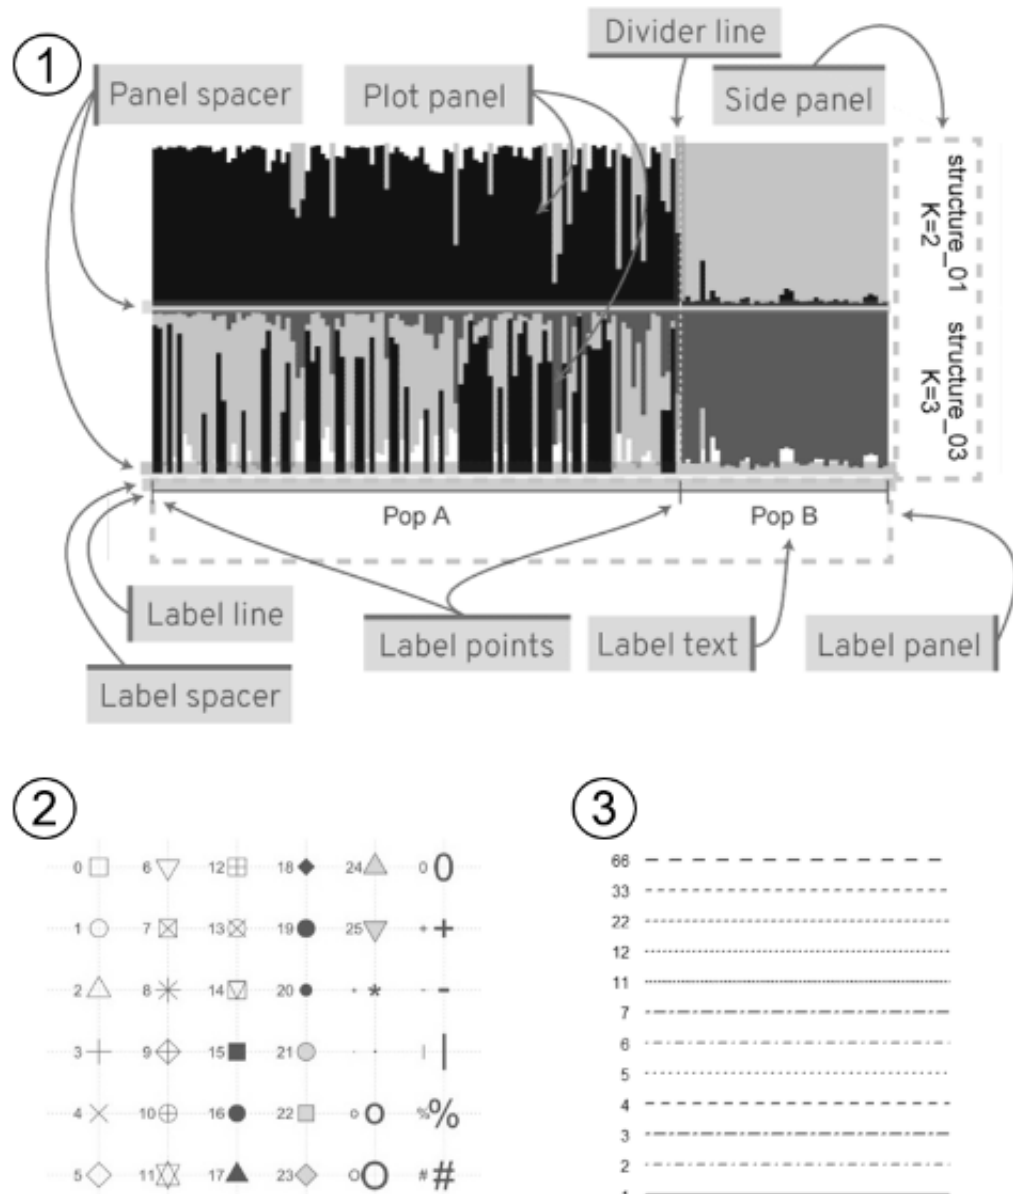 1
Divider line
Panel spacer
Plot panel
Side panel
structure_01
K=2
structure_03
K=3
Pop A
Pop B
Label line
Label points
Label text
Label panel
Label spacer
2
3
0 6 12 18 24 0 0
1 7 13 19 25 + +
2 8 14 20 * * - -
3 9 15 21 . . | |
4 10 16 22 o o % %
5 11 17 23 O O # #
66
33
22
12
11
7
6
5
4
3
2